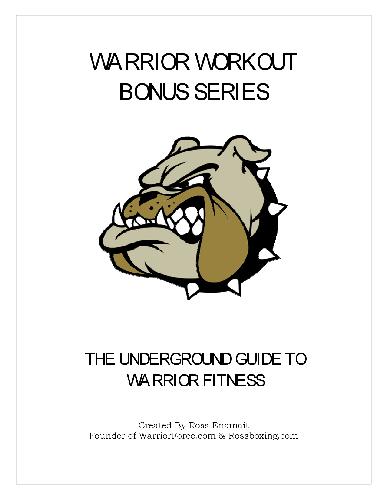 WARRIOR WORKOUT
BONUS SERIES
THE UNDERGROUND GUIDE TO
WARRIOR FITNESS
Created By Ross Enamait
Founder of WarriorForce.com & Rossboxing.com